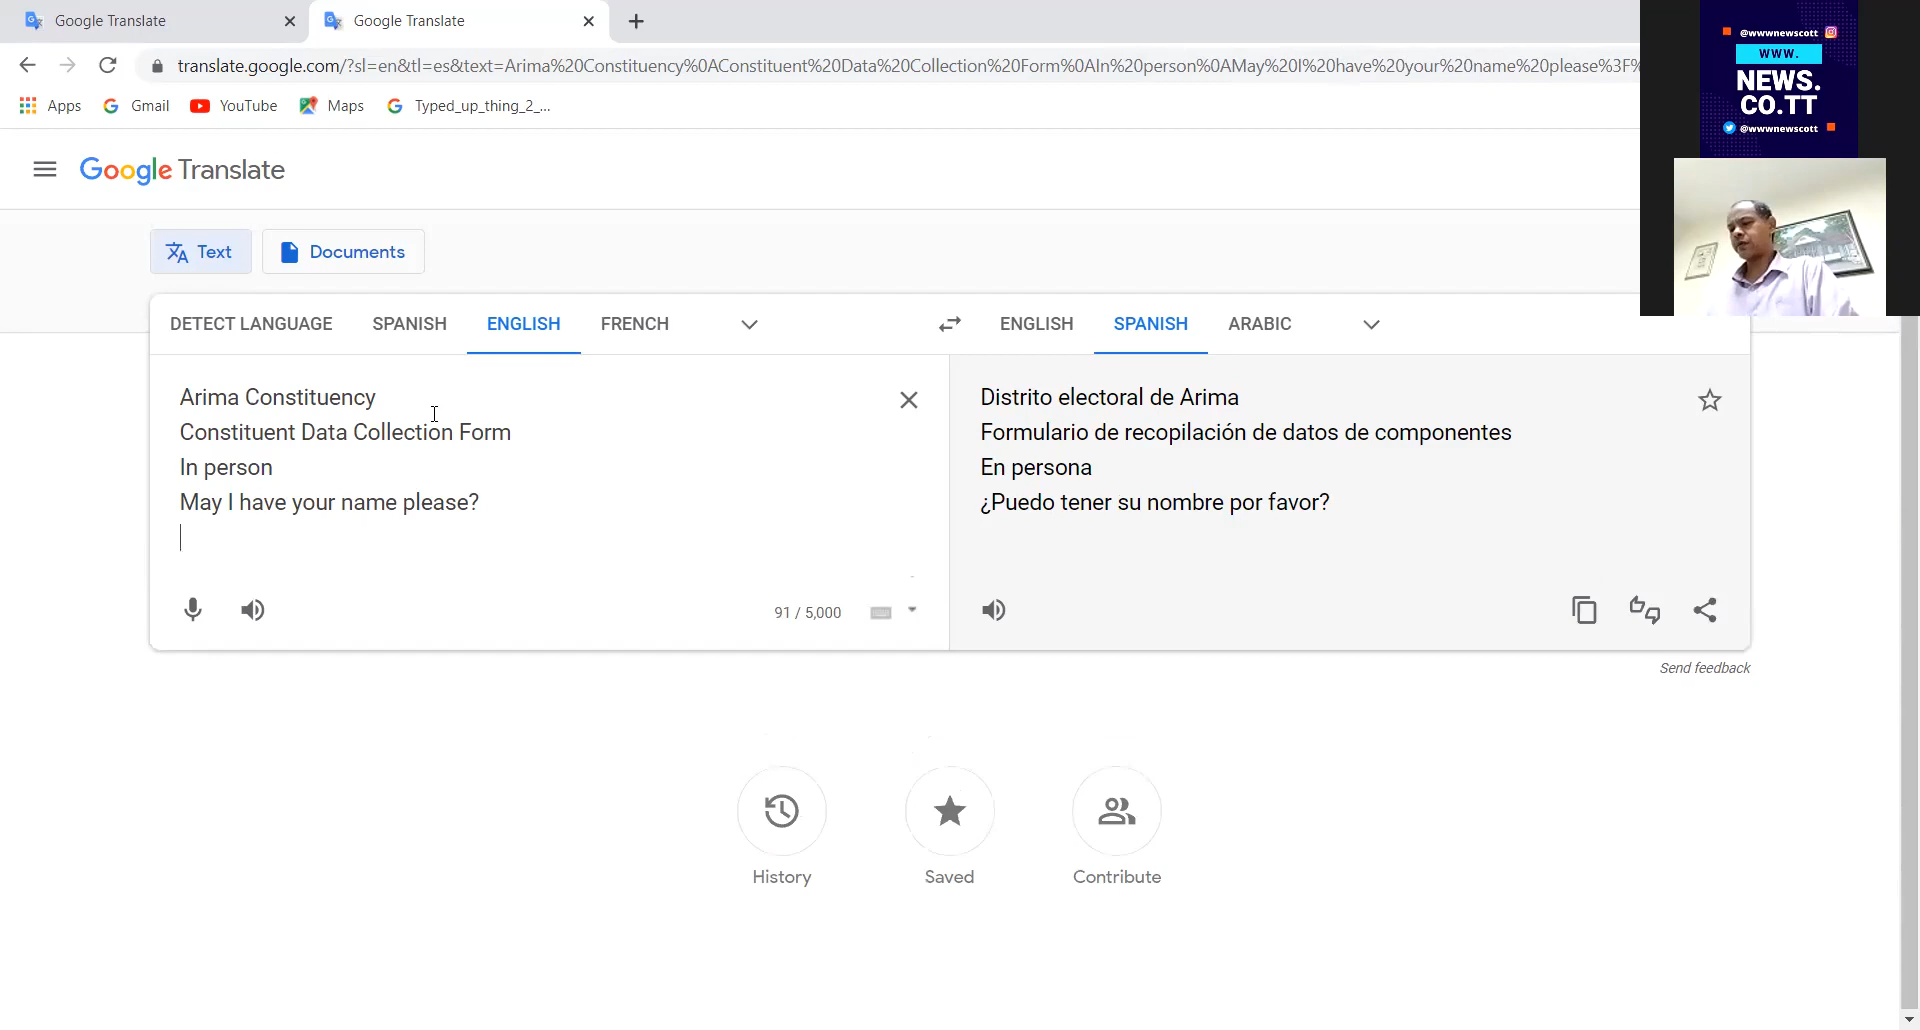 Google Translate
Google Translate
translate.google.com/?sl=en&tl=es&text=Arima%20Constituency%0AConstituent%20Data%20Collection%20Form%0AIn%20person%0AMay%20I%20have%20your%20name%20please%3F%
Apps
Gmail
YouTube
Maps
Typed_up_thing_2_...
@wwwnewscott
WWW.
NEWS.
CO.TT
@wwwnewscott
Google Translate
Text
Documents
DETECT LANGUAGE
SPANISH
ENGLISH
FRENCH
ENGLISH
SPANISH
ARABIC
Arima Constituency
Constituent Data Collection Form
In person
May I have your name please?
91 / 5,000
Distrito electoral de Arima
Formulario de recopilación de datos de componentes
En persona
¿Puedo tener su nombre por favor?
Send feedback
History
Saved
Contribute